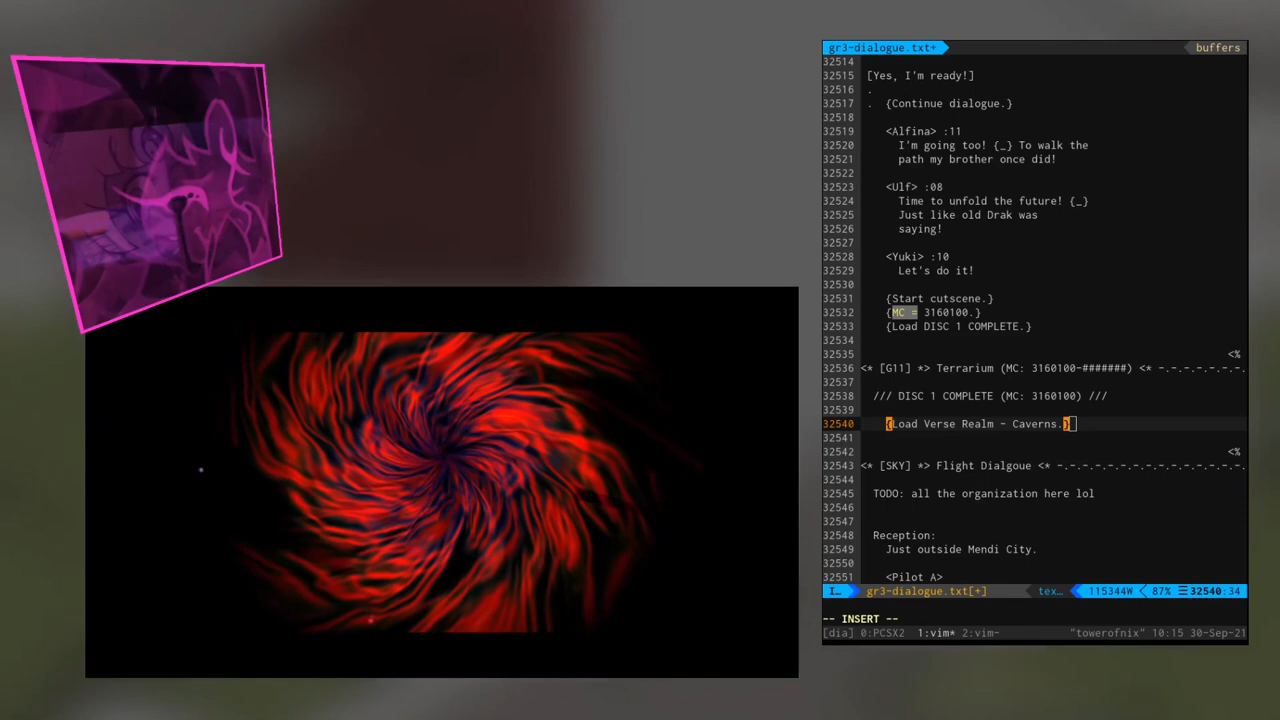 gr3-dialogue.txt+ buffers
32514
32515 [Yes, I'm ready!]
32516 .
32517 . {Continue dialogue.}
32518
32519 <Alfina> :11
32520 I'm going too! {_} To walk the
32521 path my brother once did!
32522
32523 <Ulf> :08
32524 Time to unfold the future! {_}
32525 Just like old Drak was
32526 saying!
32527
32528 <Yuki> :10
32529 Let's do it!
32530
32531 {Start cutscene.}
32532 {MC = 3160100.}
32533 {Load DISC 1 COMPLETE.}
32534
32535 <%
32536 <* [G11] *> Terrarium (MC: 3160100-#######) <* -.-.-.-.-.-.-.
32537
32538 /// DISC 1 COMPLETE (MC: 3160100) ///
32539
32540 {Load Verse Realm - Caverns.}
32541
32542 <%
32543 <* [SKY] *> Flight Dialgoue <* -.-.-.-.-.-.-.-.-.-.-.-.-.-.-.
32544
32545 TODO: all the organization here lol
32546
32547
32548 Reception:
32549 Just outside Mendi City.
32550
32551 <Pilot A>
I… gr3-dialogue.txt[+] tex… 115344W 87% ☰32540:34
-- INSERT --
[dia] 0:PCSX2 1:vim* 2:vim- "towerofnix" 10:15 30-Sep-21